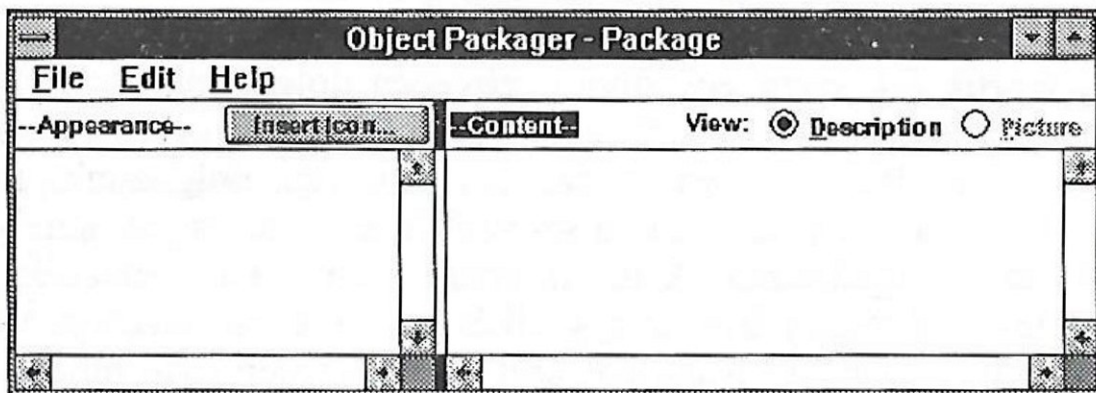 Object Packager - Package
File Edit Help
--Appearance-- Insert Icon... --Content-- View: Description Picture